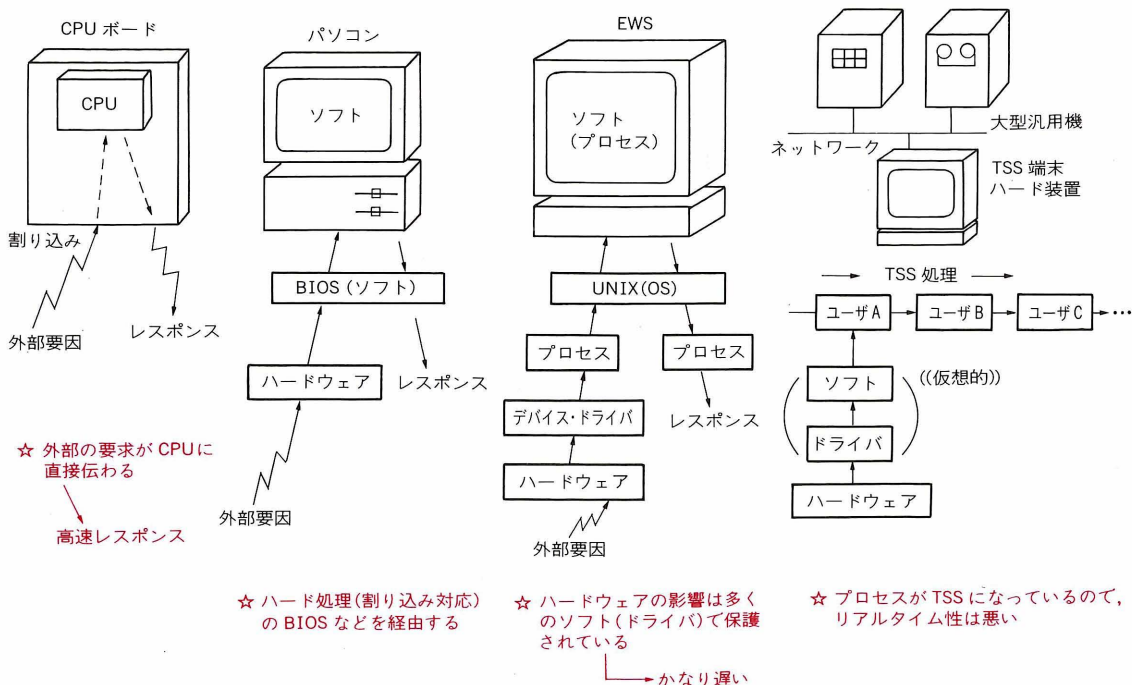 CPU ボード
CPU
割り込み
外部要因
レスポンス
☆ 外部の要求が CPU に
直接伝わる
高速レスポンス
パソコン
ソフト
BIOS (ソフト)
ハードウェア
レスポンス
外部要因
☆ ハード処理(割り込み対応)
の BIOS などを経由する
EWS
ソフト
(プロセス)
UNIX(OS)
プロセス
プロセス
デバイス・ドライバ
レスポンス
ハードウェア
外部要因
☆ ハードウェアの影響は多く
のソフト(ドライバ)で保護
されている
かなり遅い
大型汎用機
ネットワーク
TSS 端末
ハード装置
TSS 処理
ユーザA
ユーザB
ユーザC
…
ソフト
((仮想的))
ドライバ
ハードウェア
☆ プロセスが TSS になっているので,
リアルタイム性は悪い